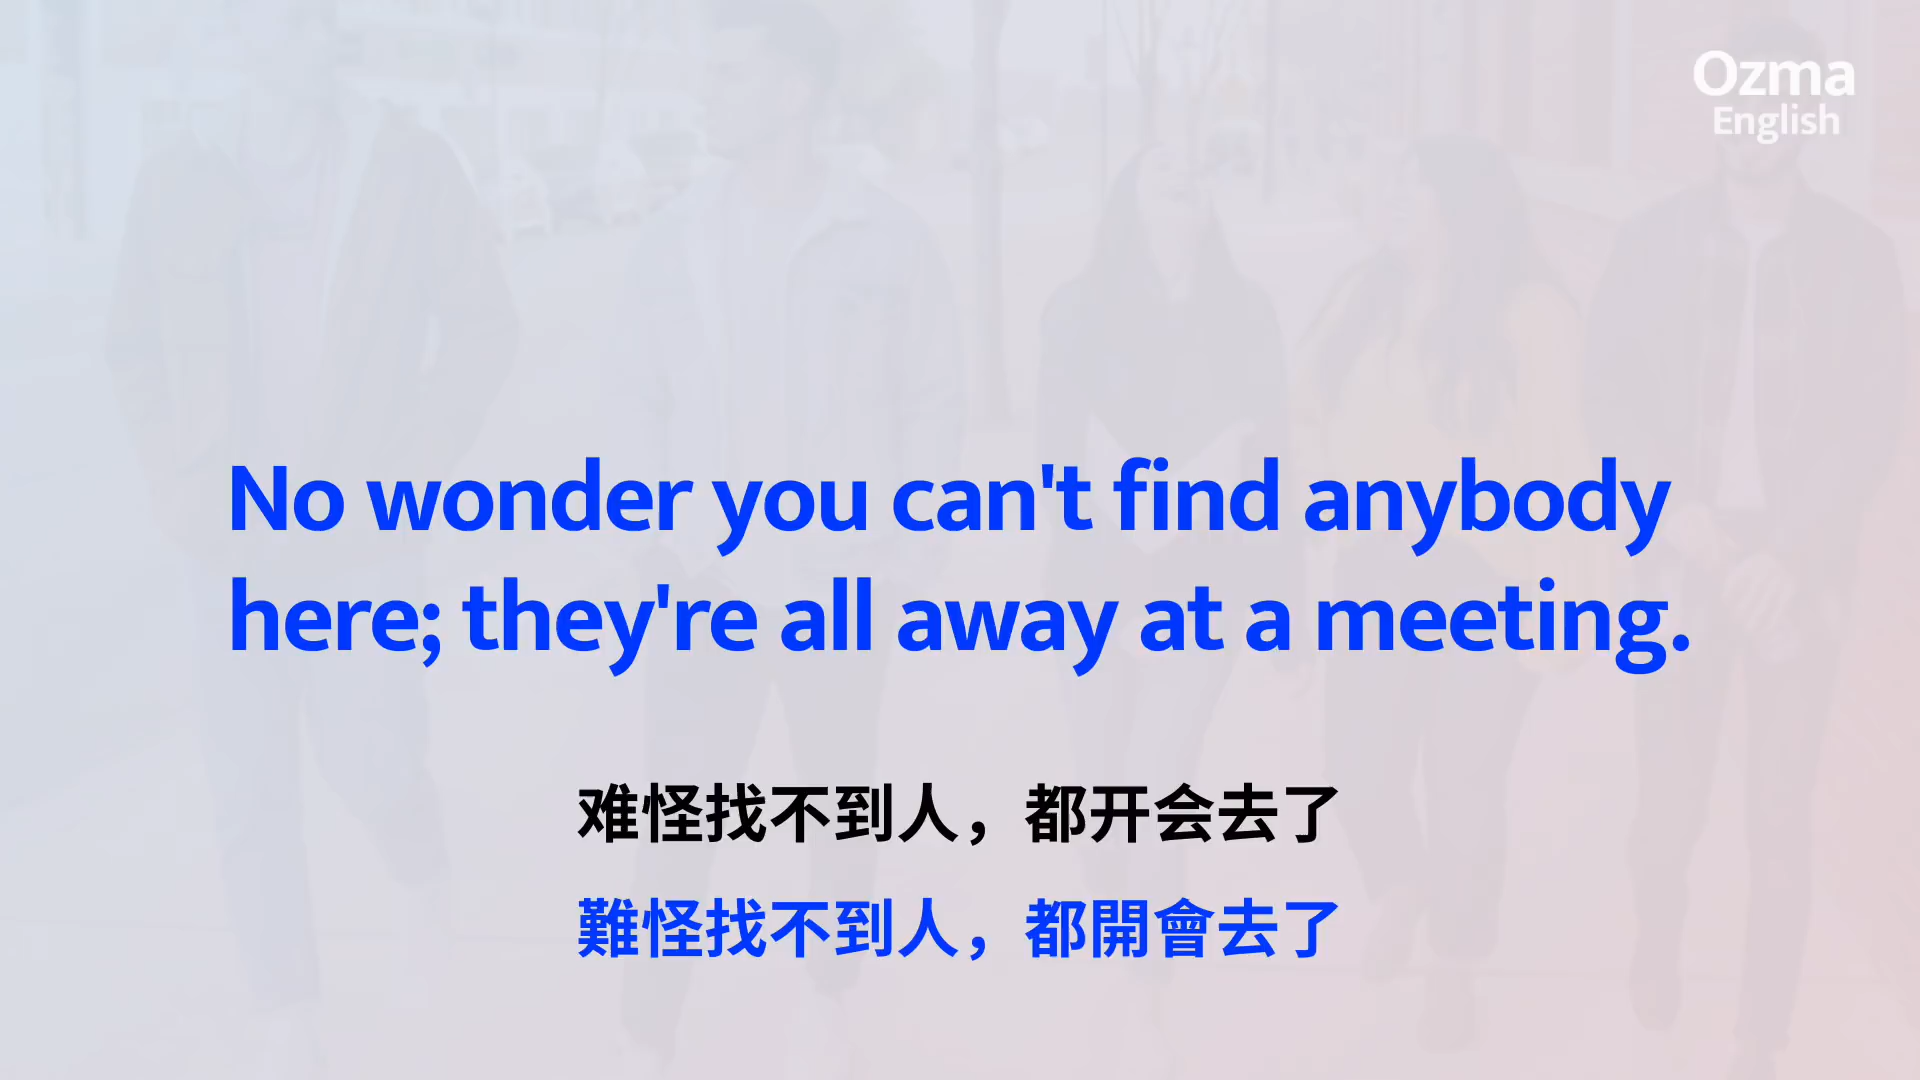 Ozma
English
No wonder you can't find anybody
here; they're all away at a meeting.
难怪找不到人，都开会去了
難怪找不到人，都開會去了